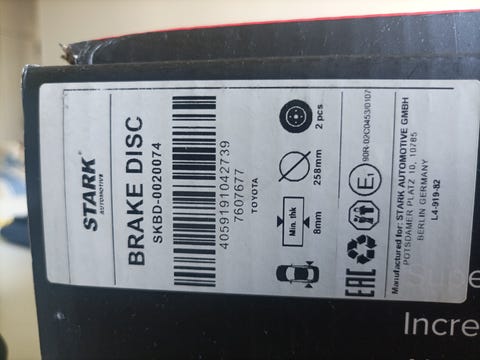 STARK
AUTOMOTIVE
BRAKE DISC
SKBD-0020074
4059191042739
7607677
TOYOTA
Min. thk
8mm
258mm
2 pcs
EAC
E1
90R-02C0453/0107
Manufactured for: STARK AUTOMOTIVE GMBH
POTSDAMER PLATZ 10, 10785
BERLIN GERMANY
L4-919-82
Incre